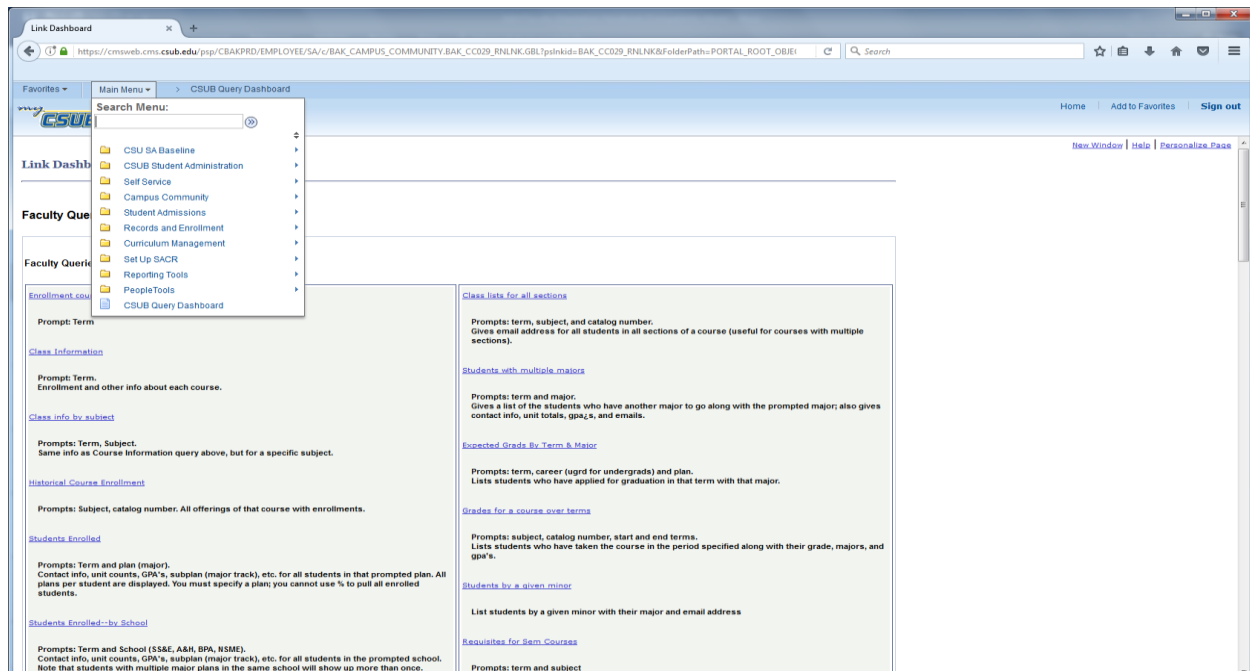 Link Dashboard
https://cmsweb.cms.csub.edu/psp/CBAKPRD/EMPLOYEE/SA/c/BAK_CAMPUS_COMMUNITY.BAK_CC029_RNLNK.GBL?pslnkid=BAK_CC029_RNLNK&FolderPath=PORTAL_ROOT_OBJE
Search
Favorites
Main Menu
> CSUB Query Dashboard
my CSUB
Home
Add to Favorites
Sign out
Search Menu:
CSU SA Baseline
CSUB Student Administration
Self Service
Campus Community
Student Admissions
Records and Enrollment
Curriculum Management
Set Up SACR
Reporting Tools
PeopleTools
CSUB Query Dashboard
New Window | Help | Personalize Page
Link Dashb
Faculty Que
Faculty Querie
Enrollment cou
Prompt: Term
Class Information
Prompt: Term.
Enrollment and other info about each course.
Class info by subject
Prompts: Term, Subject.
Same info as Course Information query above, but for a specific subject.
Historical Course Enrollment
Prompts: Subject, catalog number. All offerings of that course with enrollments.
Students Enrolled
Prompts: Term and plan (major).
Contact info, unit counts, GPA's, subplan (major track), etc. for all students in that prompted plan. All
plans per student are displayed. You must specify a plan; you cannot use % to pull all enrolled
students.
Students Enrolled--by School
Prompts: Term and School (SS&E, A&H, BPA, NSME).
Contact info, unit counts, GPA's, subplan (major track), etc. for all students in the prompted school.
Note that students with multiple major plans in the same school will show up more than once.
Class lists for all sections
Prompts: term, subject, and catalog number.
Gives email address for all students in all sections of a course (useful for courses with multiple
sections).
Students with multiple majors
Prompts: term and major.
Gives a list of the students who have another major to go along with the prompted major; also gives
contact info, unit totals, gpa¿s, and emails.
Expected Grads By Term & Major
Prompts: term, career (ugrd for undergrads) and plan.
Lists students who have applied for graduation in that term with that major.
Grades for a course over terms
Prompts: subject, catalog number, start and end terms.
Lists students who have taken the course in the period specified along with their grade, majors, and
gpa's.
Students by a given minor
List students by a given minor with their major and email address
Requisites for Sem Courses
Prompts: term and subject